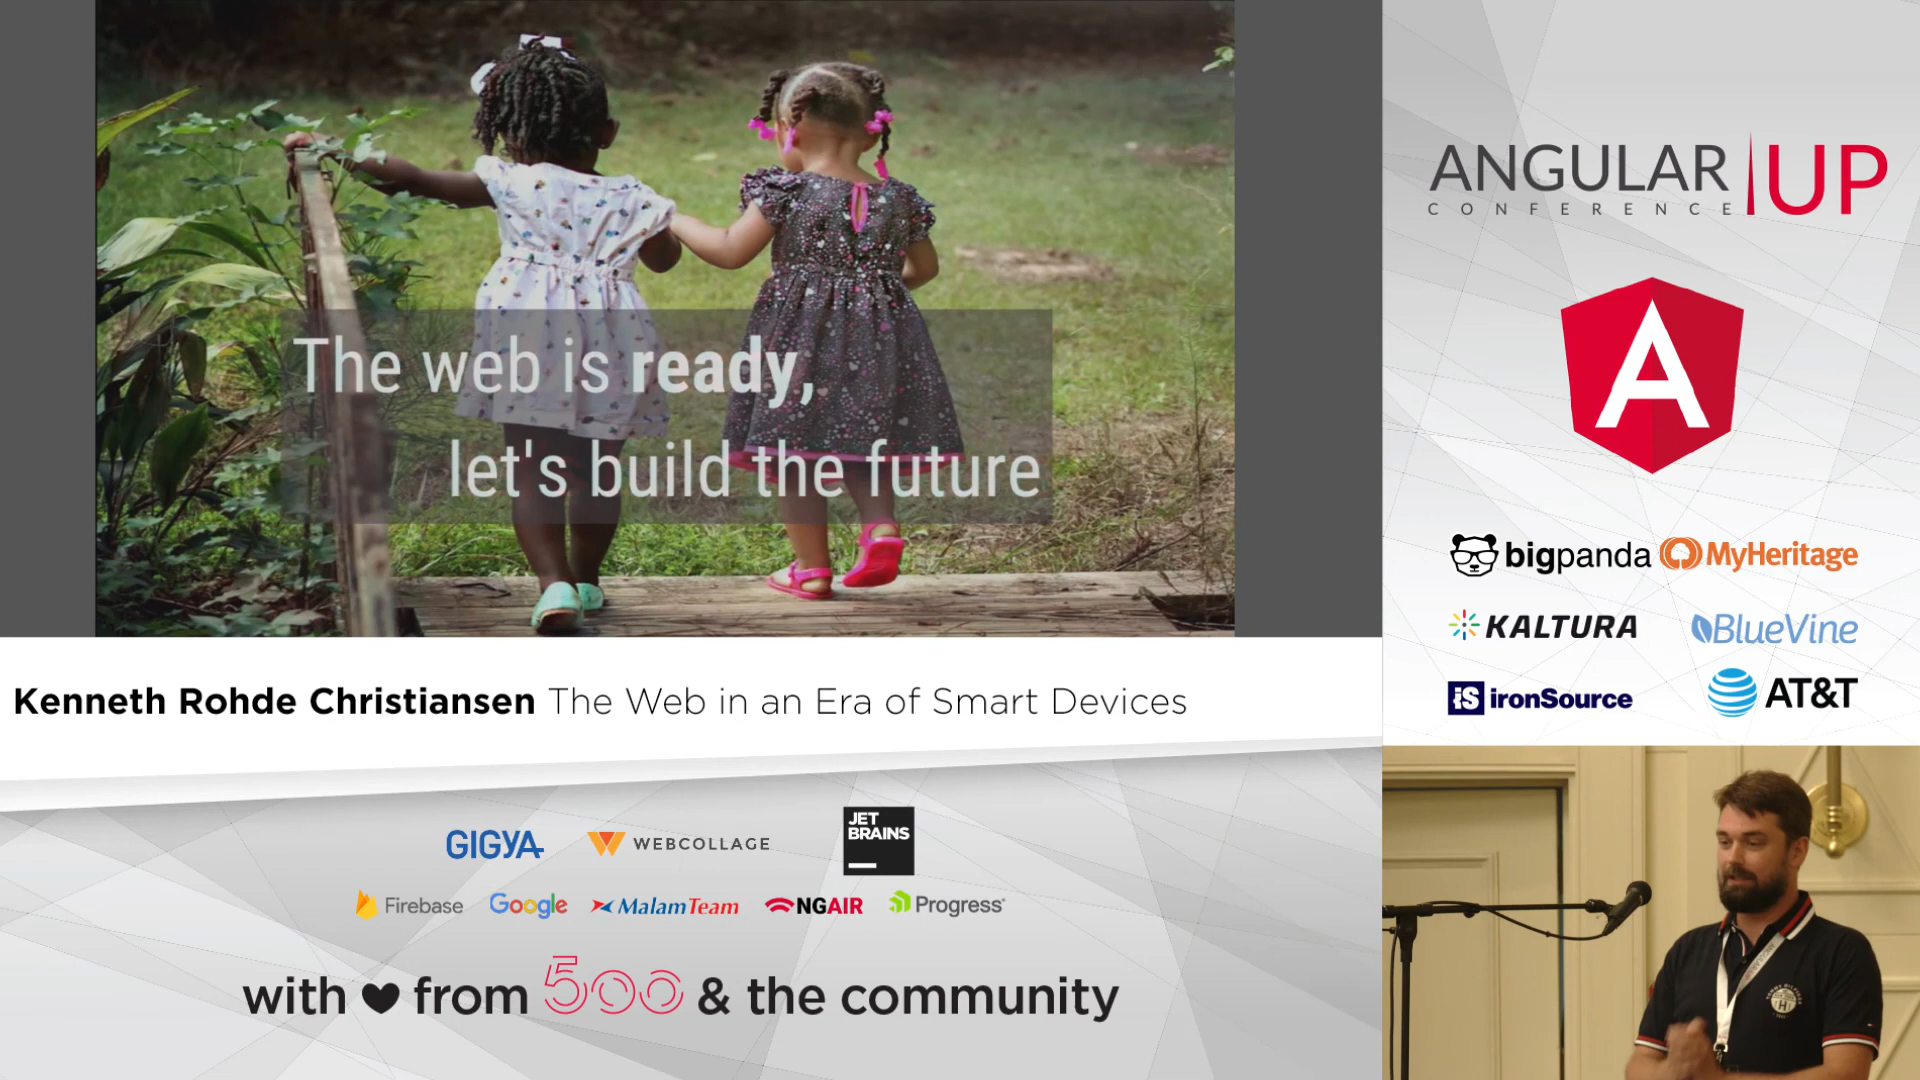 The web is ready,
let's build the future
ANGULAR UP
CONFERENCE
A
bigpanda
MyHeritage
KALTURA
BlueVine
iS ironSource
AT&T
Kenneth Rohde Christiansen The Web in an Era of Smart Devices
GIGYA
WEBCOLLAGE
JET
BRAINS
Firebase
Google
MalamTeam
NGAIR
Progress
with ♥ from 500 & the community
H